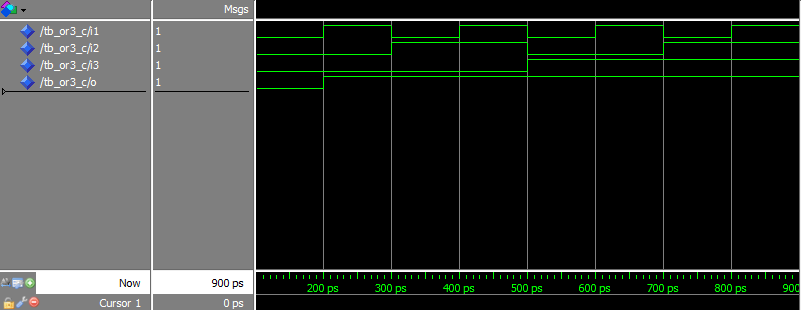 Msgs
/tb_or3_c/i1 1
/tb_or3_c/i2 1
/tb_or3_c/i3 1
/tb_or3_c/o 1
Now 900 ps
200 ps 300 ps 400 ps 500 ps 600 ps 700 ps 800 ps 900
Cursor 1 0 ps